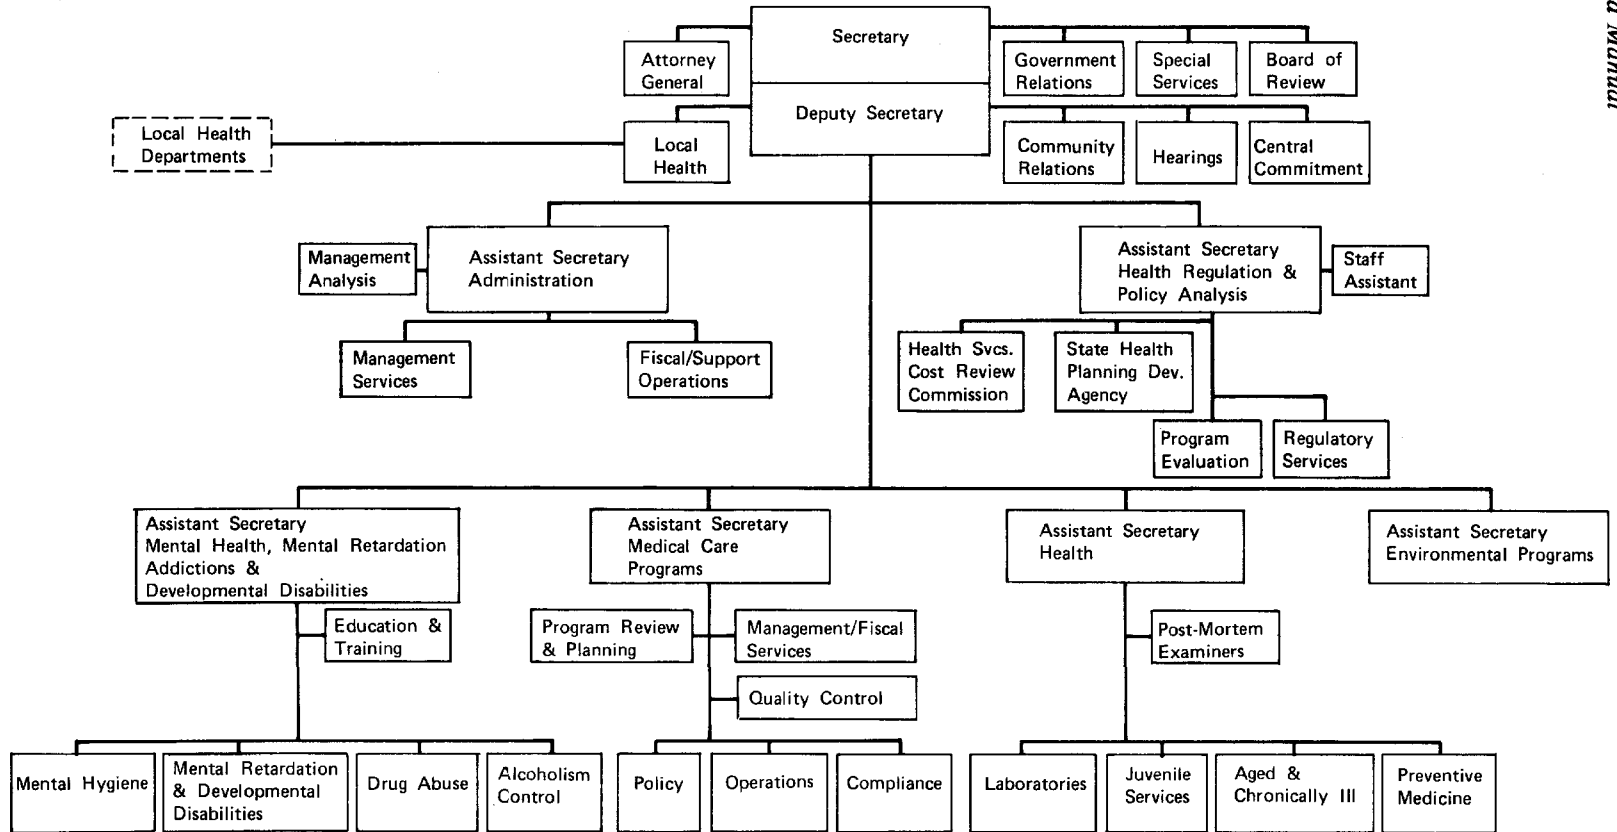 a Manual
Secretary
Attorney
General
Government
Relations
Special
Services
Board of
Review
Deputy Secretary
Local Health
Departments
Local
Health
Community
Relations
Hearings
Central
Commitment
Management
Analysis
Assistant Secretary
Administration
Assistant Secretary
Health Regulation &
Policy Analysis
Staff
Assistant
Management
Services
Fiscal/Support
Operations
Health Svcs.
Cost Review
Commission
State Health
Planning Dev.
Agency
Program
Evaluation
Regulatory
Services
Assistant Secretary
Mental Health, Mental Retardation
Addictions &
Developmental Disabilities
Assistant Secretary
Medical Care
Programs
Assistant Secretary
Health
Assistant Secretary
Environmental Programs
Education &
Training
Program Review
& Planning
Management/Fiscal
Services
Post-Mortem
Examiners
Quality Control
Mental Hygiene
Mental Retardation
& Developmental
Disabilities
Drug Abuse
Alcoholism
Control
Policy
Operations
Compliance
Laboratories
Juvenile
Services
Aged &
Chronically Ill
Preventive
Medicine